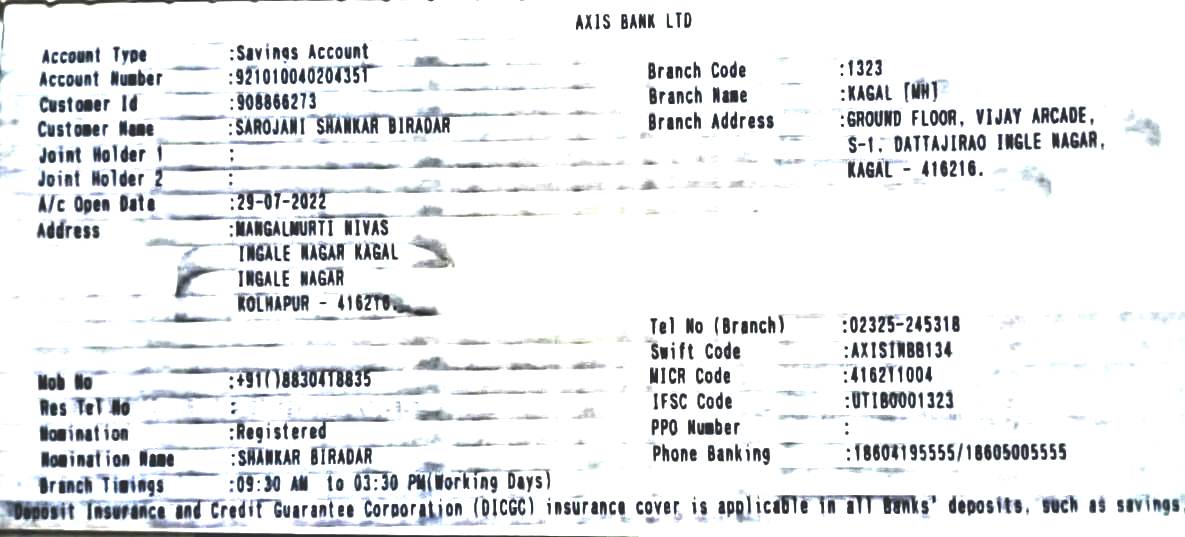 AXIS BANK LTD
Account Type :Savings Account
Account Number :921010040204351
Customer Id :908866273
Customer Name :SAROJANI SHANKAR BIRADAR
Joint Holder 1 :
Joint Holder 2 :
A/c Open Date :29-07-2022
Address :MANGALMURTI NIVAS
INGALE NAGAR KAGAL
INGALE NAGAR
KOLHAPUR - 416216.
Mob No :+91()8830418835
Res Tel No :
Nomination :Registered
Nomination Name :SHANKAR BIRADAR
Branch Timings :09:30 AM to 03:30 PM(Working Days)
Branch Code :1323
Branch Name :KAGAL [MH]
Branch Address :GROUND FLOOR, VIJAY ARCADE,
S-1, DATTAJIRAO INGLE NAGAR,
KAGAL - 416216.
Tel No (Branch) :02325-245318
Swift Code :AXISINBB134
MICR Code :416211004
IFSC Code :UTIB0001323
PPO Number :
Phone Banking :18604195555/18605005555
Deposit Insurance and Credit Guarantee Corporation (DICGC) insurance cover is applicable in all Banks' deposits, such as savings,